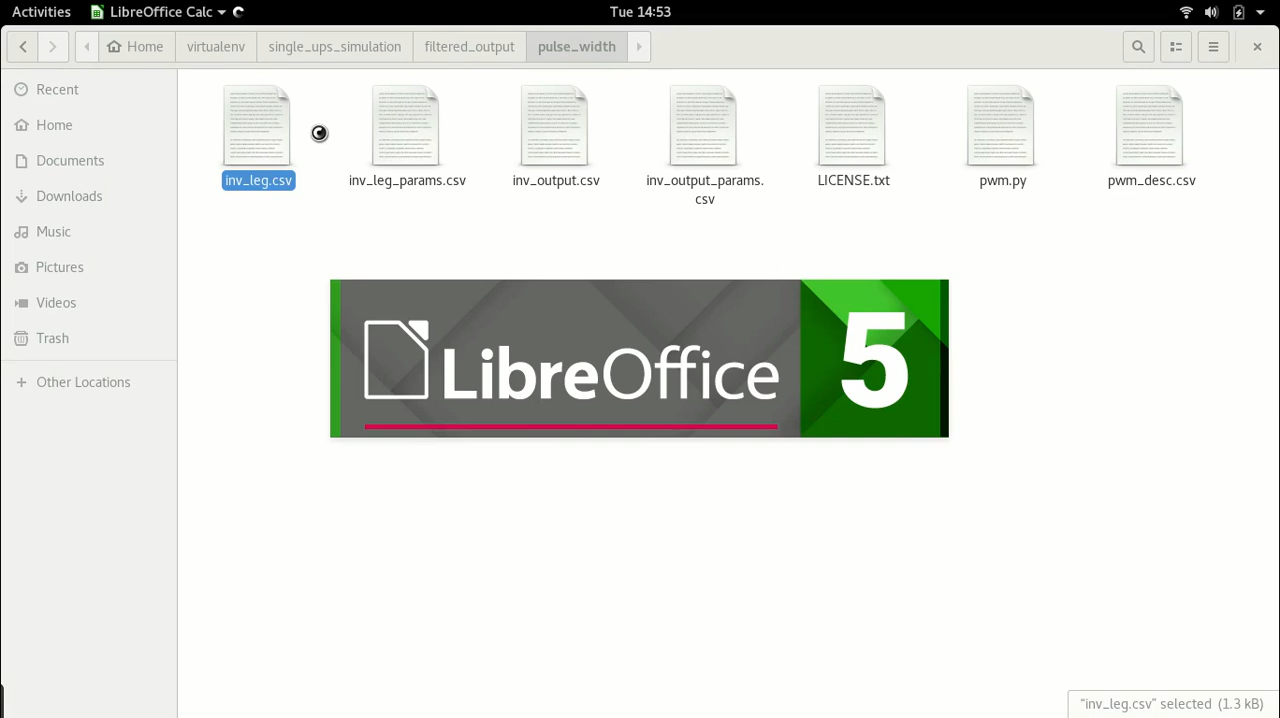 Activities LibreOffice Calc Tue 14:53
Home virtualenv single_ups_simulation filtered_output pulse_width
Recent
Home
Documents
Downloads
Music
Pictures
Videos
Trash
Other Locations
inv_leg.csv inv_leg_params.csv inv_output.csv inv_output_params. LICENSE.txt pwm.py pwm_desc.csv
csv
LibreOffice 5
“inv_leg.csv” selected (1.3 kB)